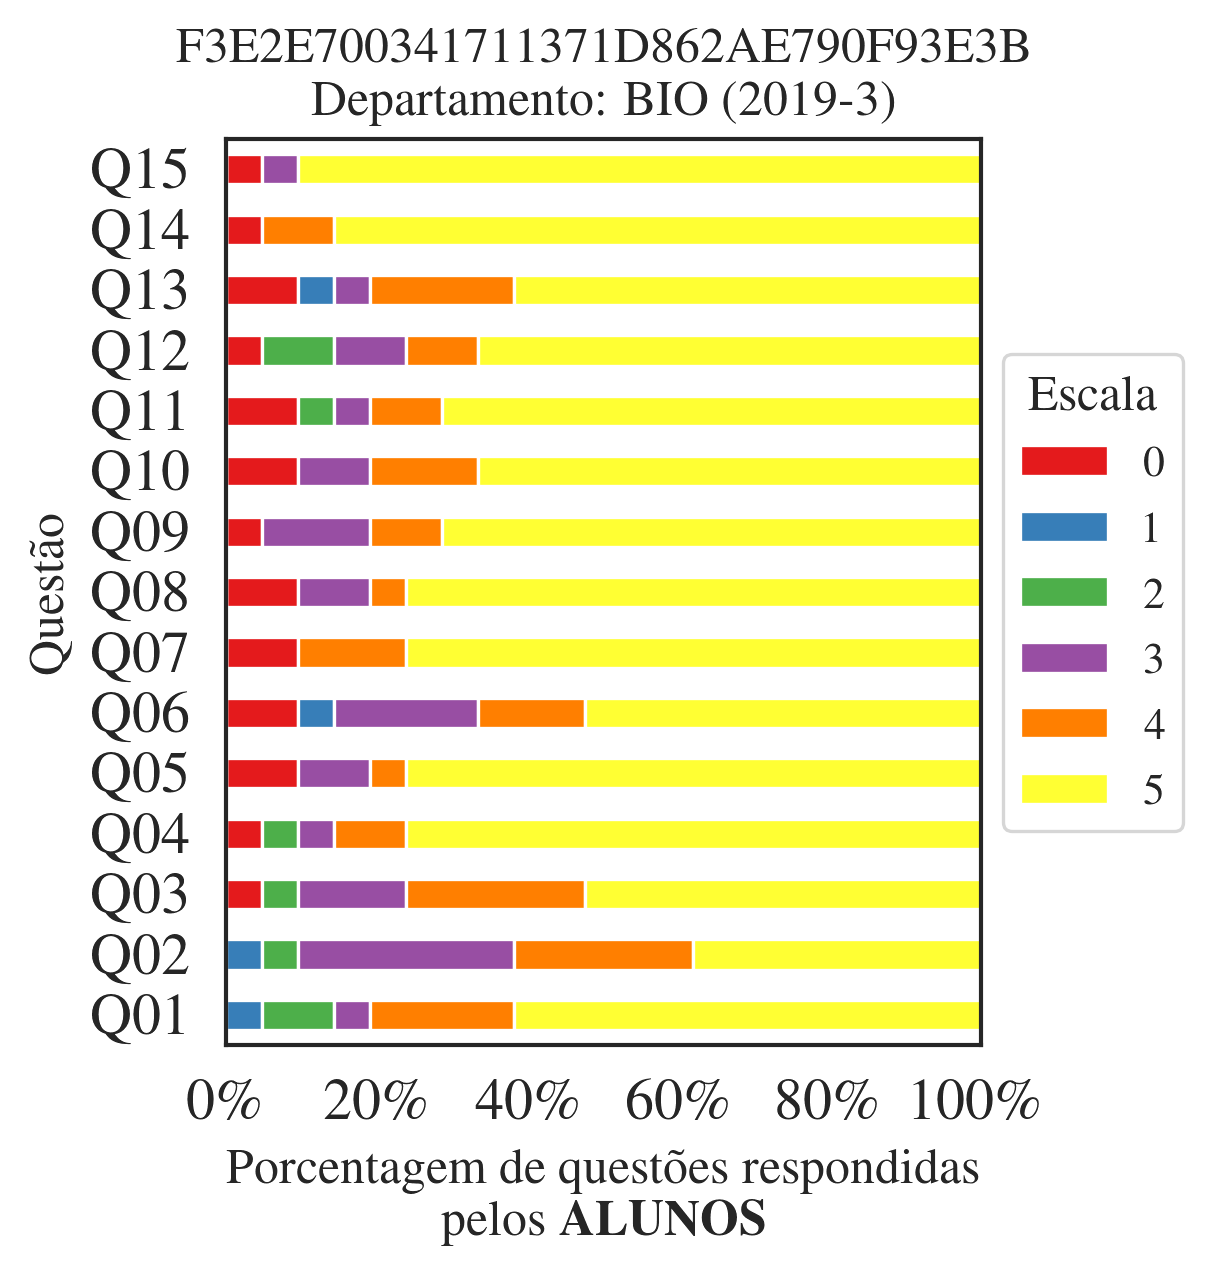 F3E2E700341711371D862AE790F93E3B
Departamento: BIO (2019-3)
Q15
Q14
Q13
Q12
Q11
Q10
Q09
Q08
Q07
Q06
Q05
Q04
Q03
Q02
Q01
Questão
0% 20% 40% 60% 80% 100%
Porcentagem de questões respondidas
pelos ALUNOS
Escala
0
1
2
3
4
5